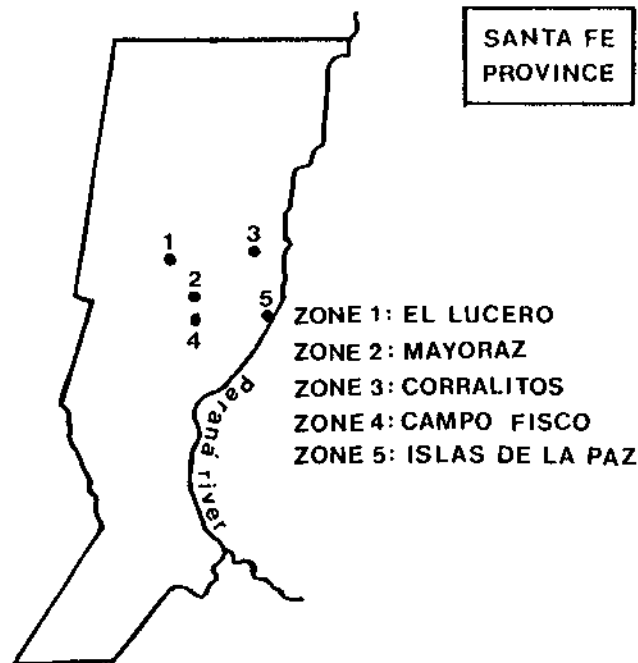 SANTA FE
PROVINCE
1
3
2
4
5
ZONE 1: EL LUCERO
ZONE 2: MAYORAZ
ZONE 3: CORRALITOS
ZONE 4: CAMPO FISCO
ZONE 5: ISLAS DE LA PAZ
Paraná river